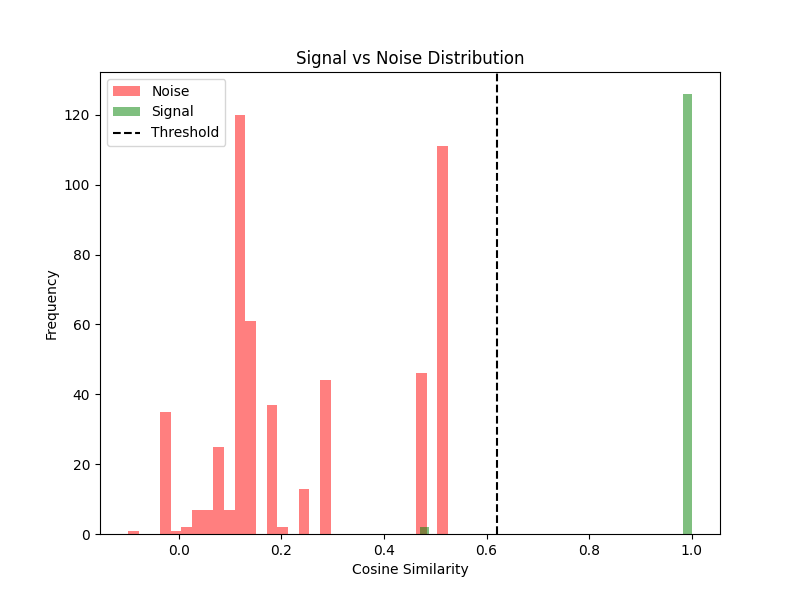 Signal vs Noise Distribution
Noise
Signal
Threshold
120
100
80
60
40
20
0
Frequency
0.0 0.2 0.4 0.6 0.8 1.0
Cosine Similarity